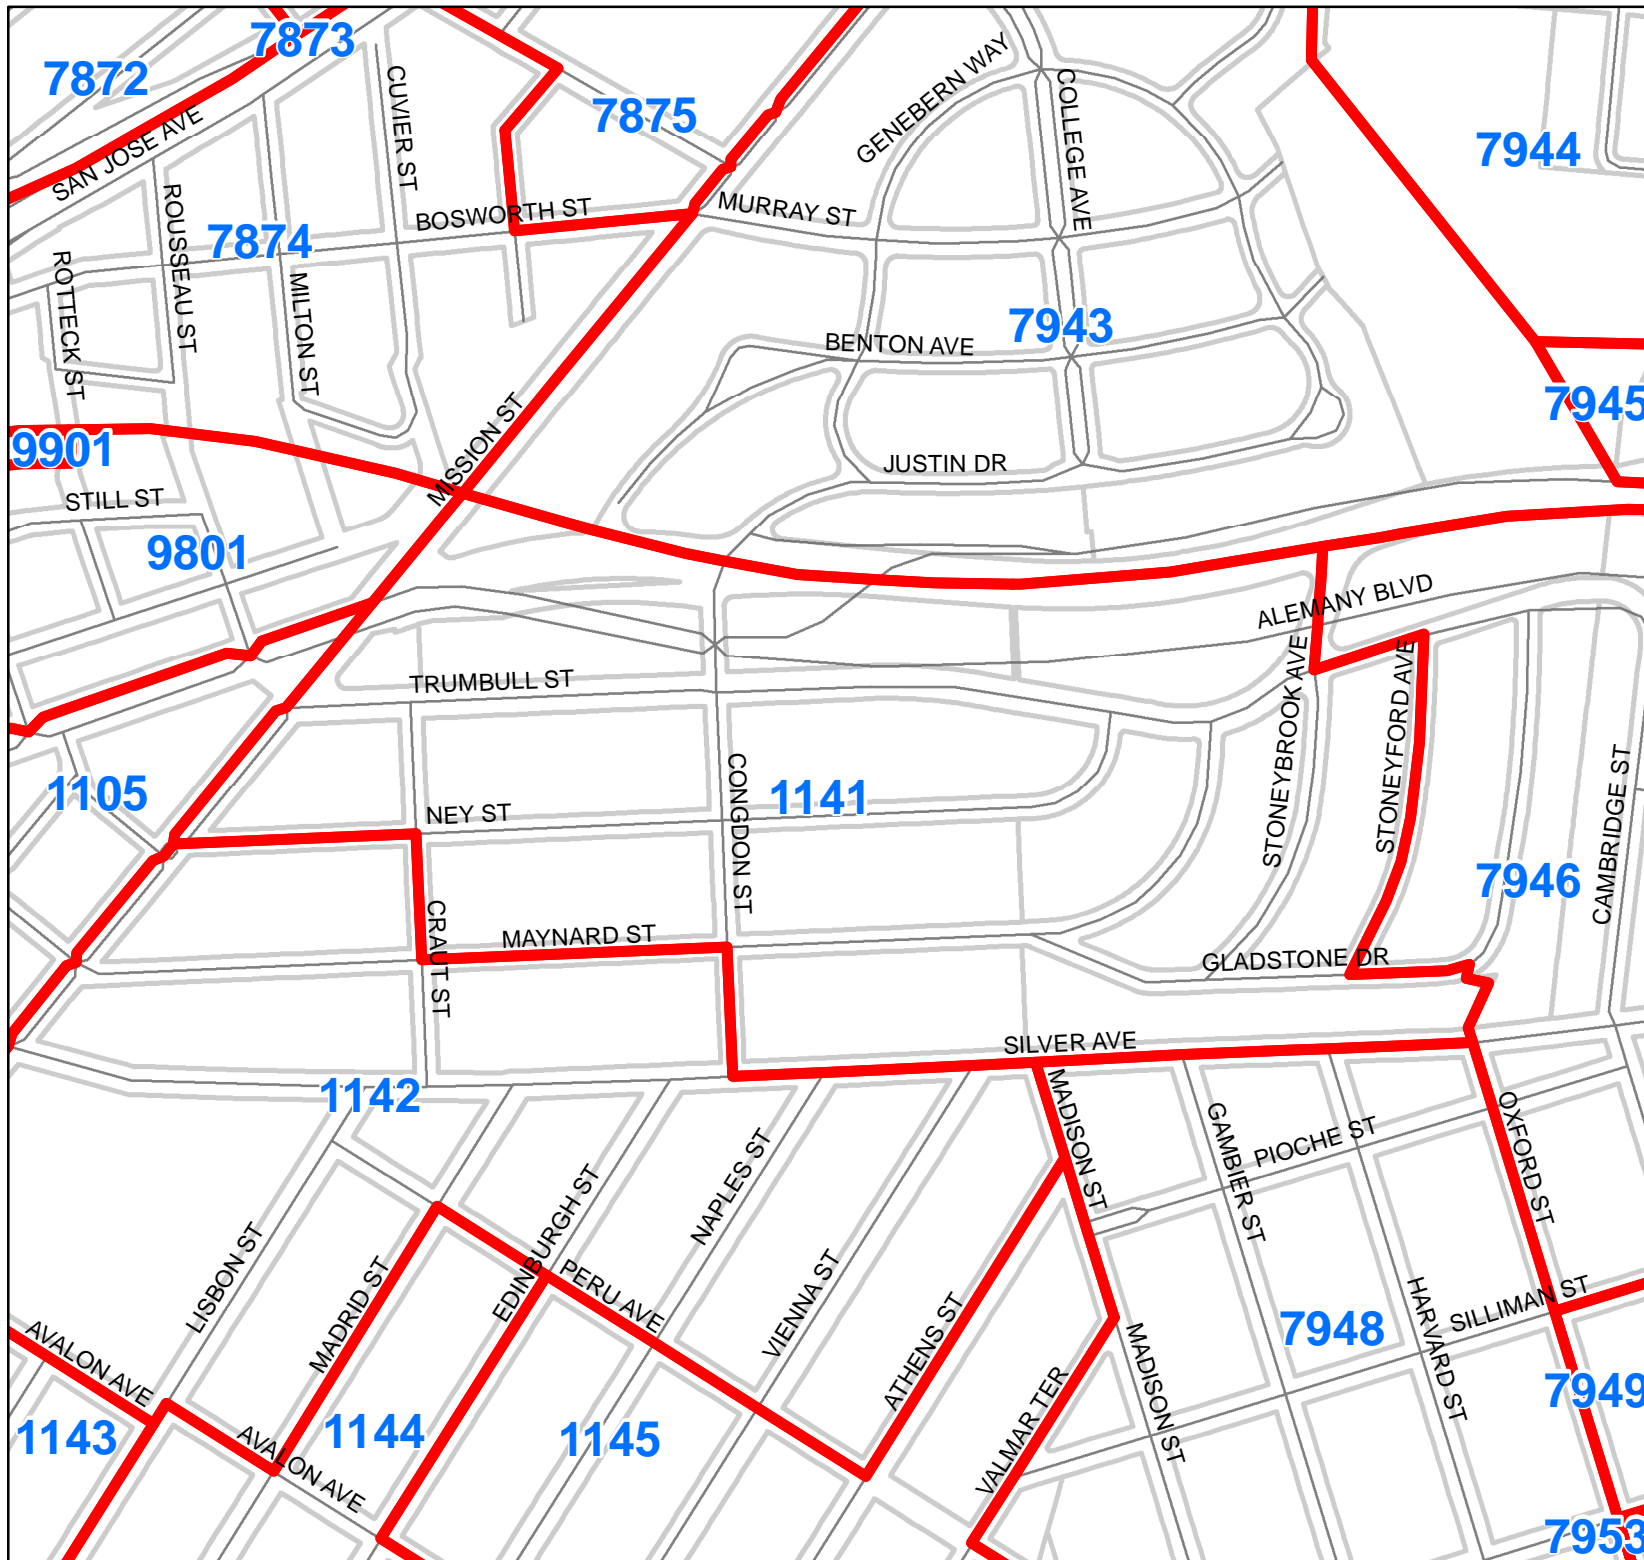 7873
7872
CUVIER ST
7875
GENEBERN WAY
COLLEGE AVE
7944
SAN JOSE AVE
ROUSSEAU ST
BOSWORTH ST
MURRAY ST
7874
ROTTECK ST
MILTON ST
7943
BENTON AVE
7945
MISSION ST
9901
JUSTIN DR
STILL ST
9801
ALEMANY BLVD
TRUMBULL ST
STONEYBROOK AVE
STONEYFORD AVE
1105
CONGDON ST
1141
NEY ST
CAMBRIDGE ST
7946
CRAUT ST
MAYNARD ST
GLADSTONE DR
SILVER AVE
1142
MADISON ST
GAMBIER ST
PIOCHE ST
OXFORD ST
NAPLES ST
EDINBURGH ST
LISBON ST
MADRID ST
PERU AVE
VIENNA ST
ATHENS ST
HARVARD ST
SILLIMAN ST
7948
AVALON AVE
MADISON ST
VALMAR TER
7949
1143
1144
1145
AVALON AVE
7953